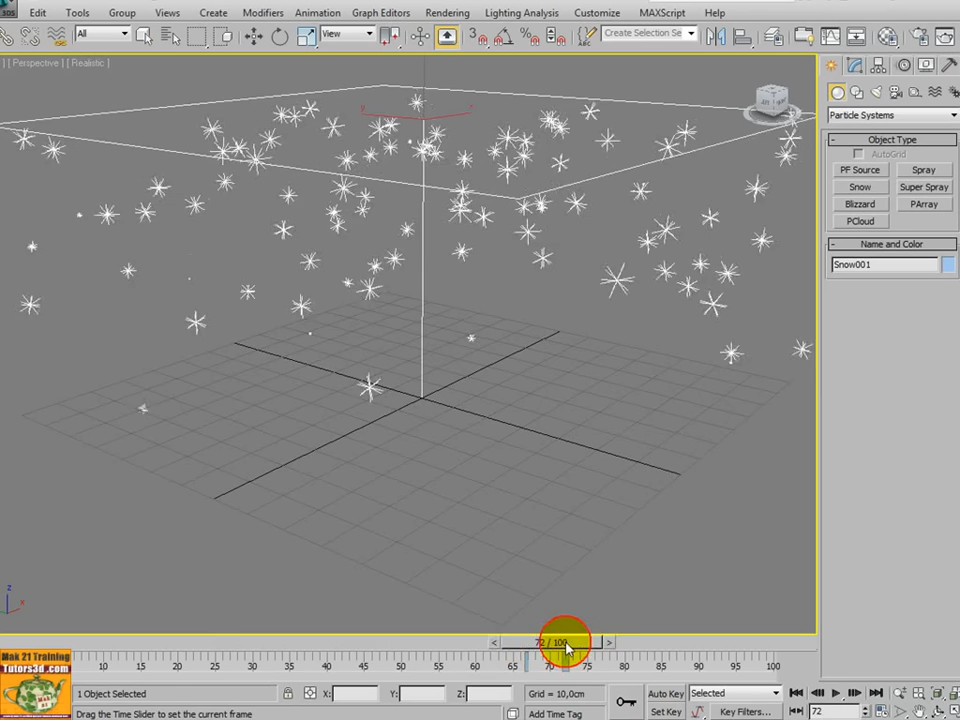 Edit Tools Group Views Create Modifiers Animation Graph Editors Rendering Lighting Analysis Customize MAXScript Help
All View 3 Create Selection Se
] [ Perspective ] [ Realistic ]
Particle Systems
- Object Type
AutoGrid
PF Source Spray
Snow Super Spray
Blizzard PArray
PCloud
- Name and Color
Snow001
y x
z
x
< 72 / 100 >
10 20 30 35 40 45 50 55 60 65 70 75 80 85 90 95 100
Mak 21 Training
Tutors3d .com
1 Object Selected X: Y: Z: Grid = 10,0cm Auto Key Selected
Drag the Time Slider to set the current frame Add Time Tag Set Key Key Filters... 72